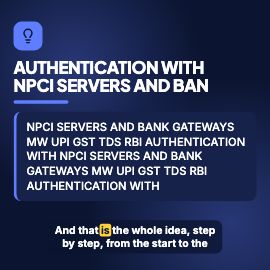 AUTHENTICATION WITH
NPCI SERVERS AND BAN
NPCI SERVERS AND BANK GATEWAYS
MW UPI GST TDS RBI AUTHENTICATION
WITH NPCI SERVERS AND BANK
GATEWAYS MW UPI GST TDS RBI
AUTHENTICATION WITH
And that is the whole idea, step
by step, from the start to the